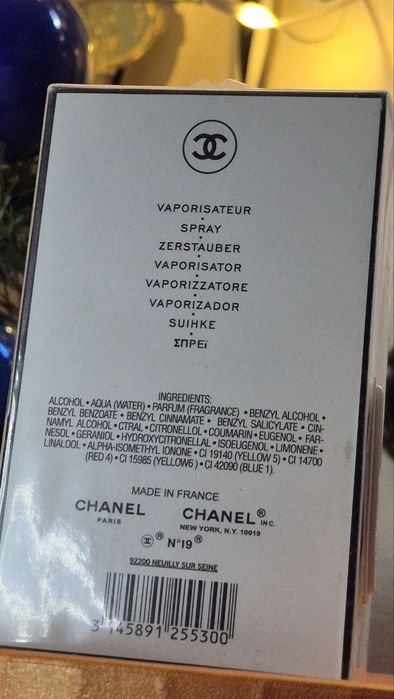 VAPORISATEUR
SPRAY
ZERSTAUBER
VAPORISATOR
VAPORIZZATORE
VAPORIZADOR
SUIHKE
ΣΠΡΕϊ
INGREDIENTS:
ALCOHOL • AQUA (WATER) • PARFUM (FRAGRANCE) • BENZYL ALCOHOL •
BENZYL BENZOATE • BENZYL CINNAMATE • BENZYL SALICYLATE • CIN-
NAMYL ALCOHOL • CITRAL • CITRONELLOL • COUMARIN • EUGENOL • FAR-
NESOL • GERANIOL • HYDROXYCITRONELLAL • ISOEUGENOL • LIMONENE •
LINALOOL • ALPHA-ISOMETHYL IONONE • CI 19140 (YELLOW 5) • CI 14700
(RED 4) • CI 15985 (YELLOW6) • CI 42090 (BLUE 1).
MADE IN FRANCE
CHANEL CHANEL® INC.
PARIS NEW YORK, N.Y. 10019
® N°19®
92200 NEUILLY SUR SEINE
3 145891 255300